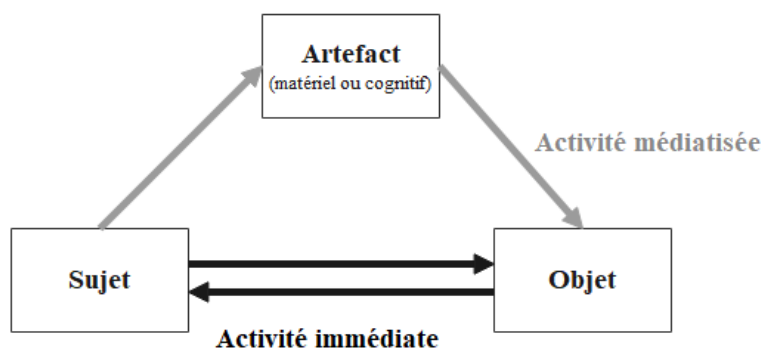 Artefact
(matériel ou cognitif)
Activité médiatisée
Sujet
Objet
Activité immédiate